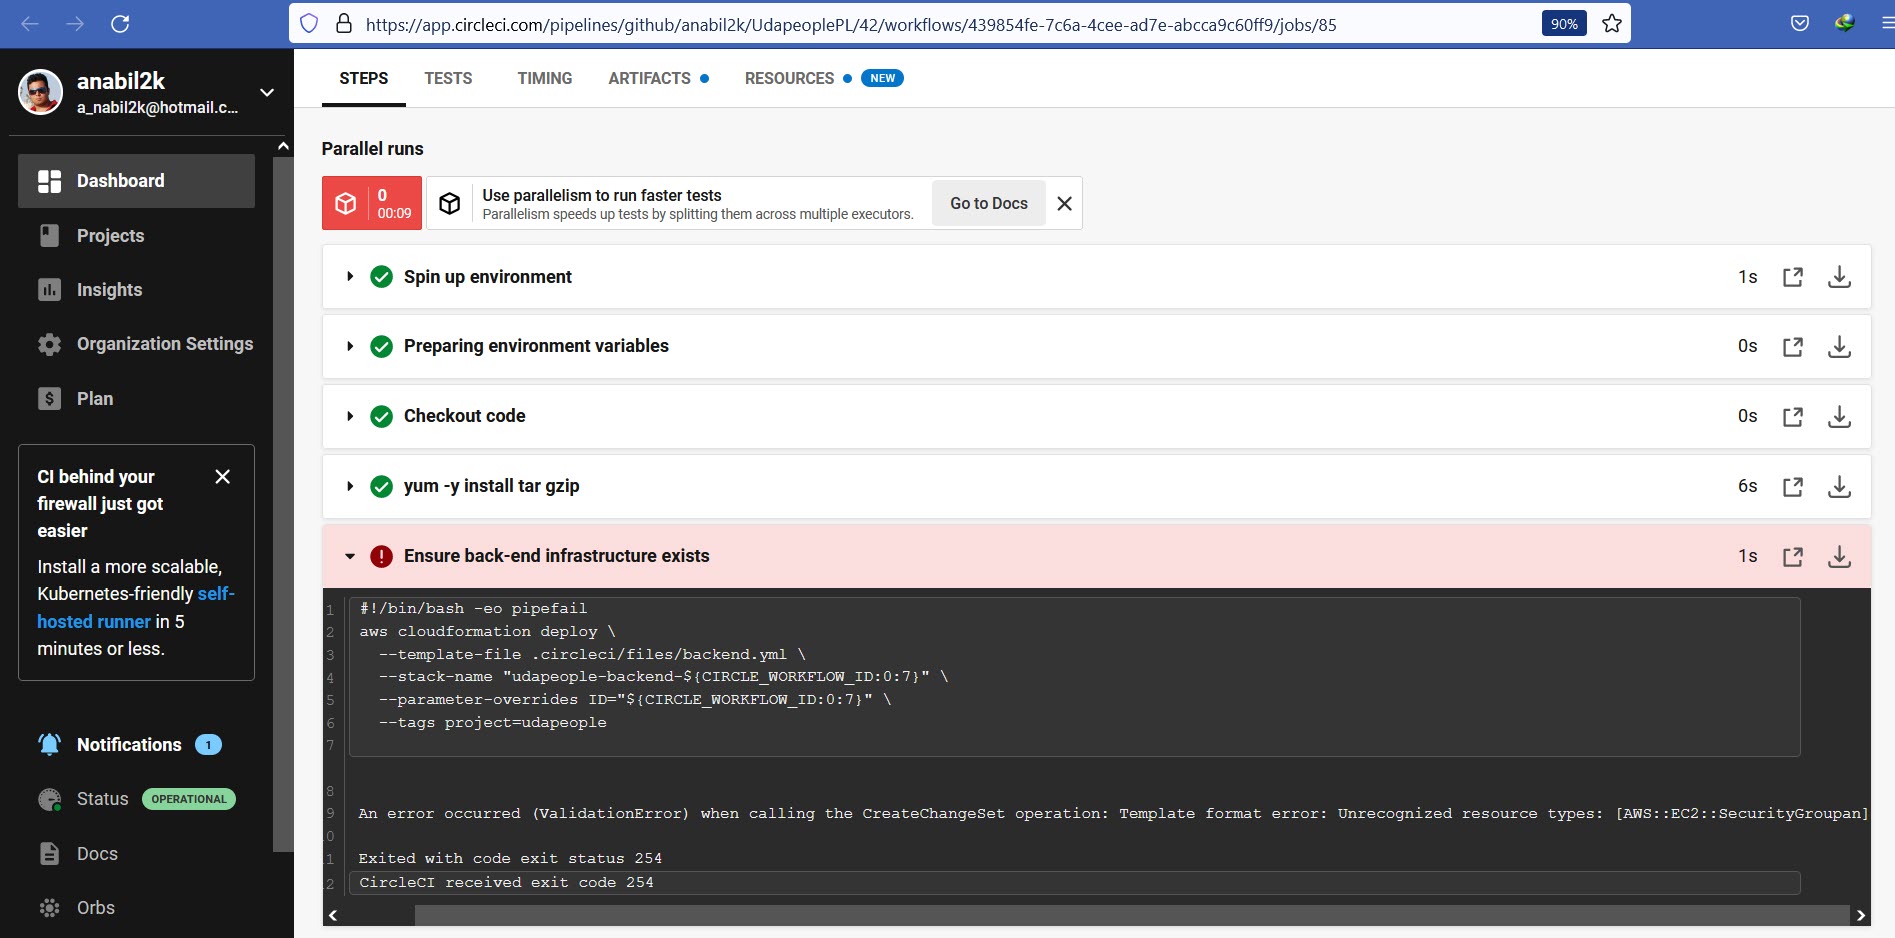 https://app.circleci.com/pipelines/github/anabil2k/UdapeoplePL/42/workflows/439854fe-7c6a-4cee-ad7e-abcca9c60ff9/jobs/85
90%
anabil2k
a_nabil2k@hotmail.c...
Dashboard
Projects
Insights
Organization Settings
Plan
CI behind your
firewall just got
easier
Install a more scalable,
Kubernetes-friendly self-
hosted runner in 5
minutes or less.
Notifications 1
Status OPERATIONAL
Docs
Orbs
STEPS TESTS TIMING ARTIFACTS RESOURCES NEW
Parallel runs
0
00:09
Use parallelism to run faster tests
Parallelism speeds up tests by splitting them across multiple executors.
Go to Docs
Spin up environment 1s
Preparing environment variables 0s
Checkout code 0s
yum -y install tar gzip 6s
Ensure back-end infrastructure exists 1s
1 #!/bin/bash -eo pipefail
2 aws cloudformation deploy \
3 --template-file .circleci/files/backend.yml \
4 --stack-name "udapeople-backend-${CIRCLE_WORKFLOW_ID:0:7}" \
5 --parameter-overrides ID="${CIRCLE_WORKFLOW_ID:0:7}" \
6 --tags project=udapeople
7
8
9 An error occurred (ValidationError) when calling the CreateChangeSet operation: Template format error: Unrecognized resource types: [AWS::EC2::SecurityGroupan]
0
1 Exited with code exit status 254
2 CircleCI received exit code 254